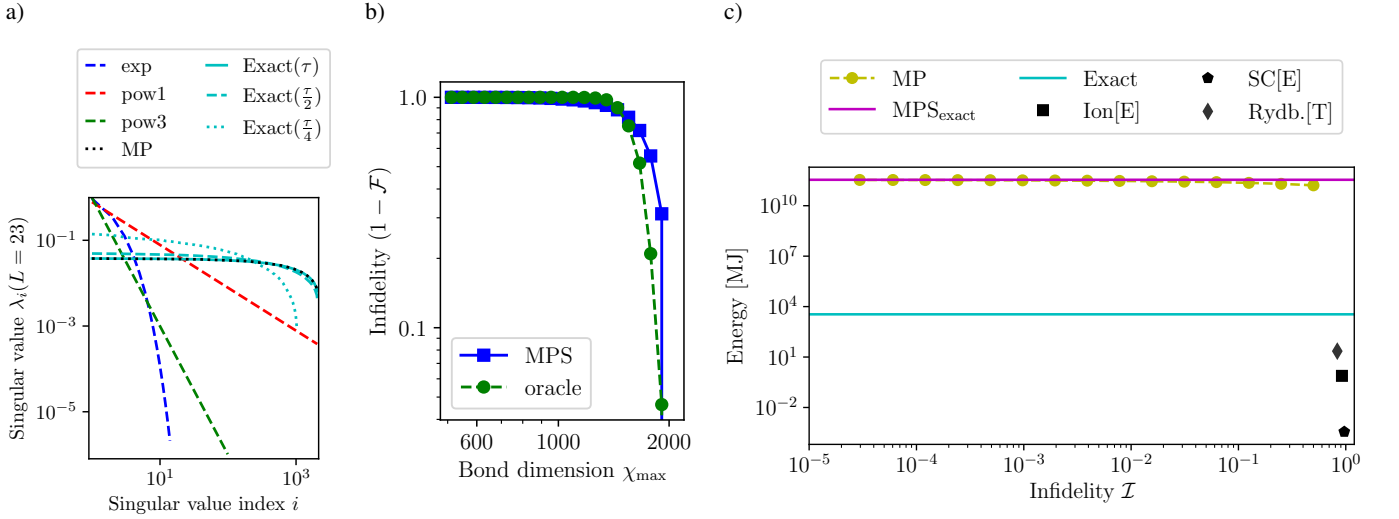 a)
exp
pow1
pow3
MP
Exact(τ)
Exact(τ/2)
Exact(τ/4)
Singular value λ_i(L = 23)
10^{-1}
10^{-3}
10^{-5}
10^1
10^3
Singular value index i
b)
Infidelity (1 − F)
1.0
0.1
MPS
oracle
600
1000
2000
Bond dimension χ_max
c)
MP
MPS_exact
Exact
Ion[E]
SC[E]
Rydb.[T]
Energy [MJ]
10^{10}
10^7
10^4
10^1
10^{-2}
10^{-5}
10^{-4}
10^{-3}
10^{-2}
10^{-1}
10^0
Infidelity I